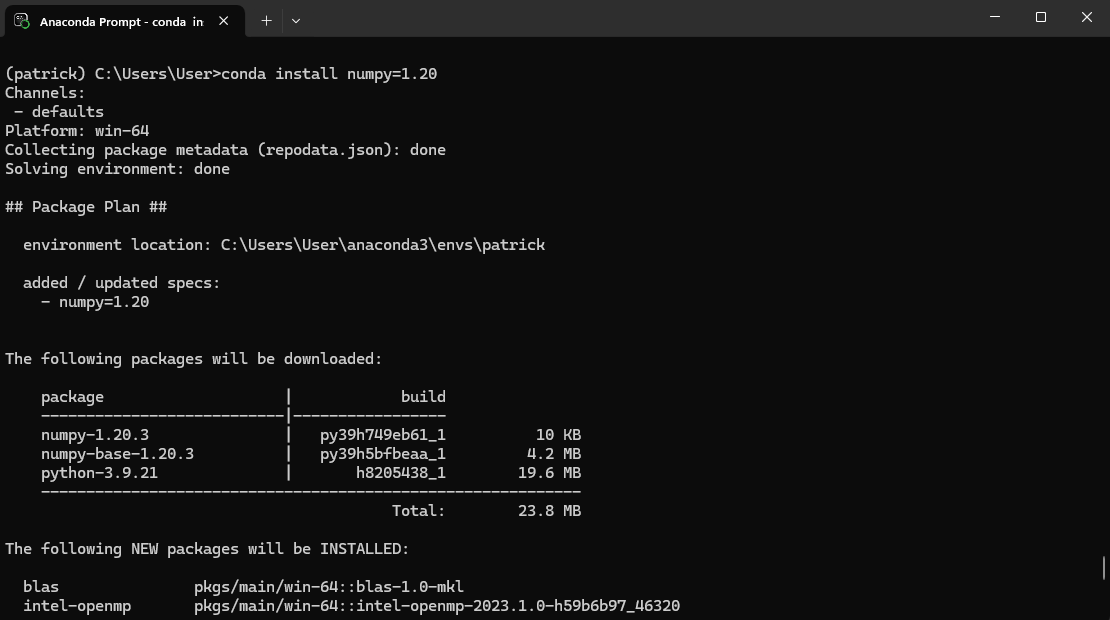 Anaconda Prompt - conda in
(patrick) C:\Users\User>conda install numpy=1.20
Channels:
 - defaults
Platform: win-64
Collecting package metadata (repodata.json): done
Solving environment: done
## Package Plan ##
  environment location: C:\Users\User\anaconda3\envs\patrick
  added / updated specs:
    - numpy=1.20
The following packages will be downloaded:
    package                    |            build
    ---------------------------|-----------------
    numpy-1.20.3               |   py39h749eb61_1          10 KB
    numpy-base-1.20.3          |   py39h5bfbeaa_1         4.2 MB
    python-3.9.21              |       h8205438_1        19.6 MB
    ------------------------------------------------------------
                                           Total:        23.8 MB
The following NEW packages will be INSTALLED:
  blas               pkgs/main/win-64::blas-1.0-mkl
  intel-openmp       pkgs/main/win-64::intel-openmp-2023.1.0-h59b6b97_46320